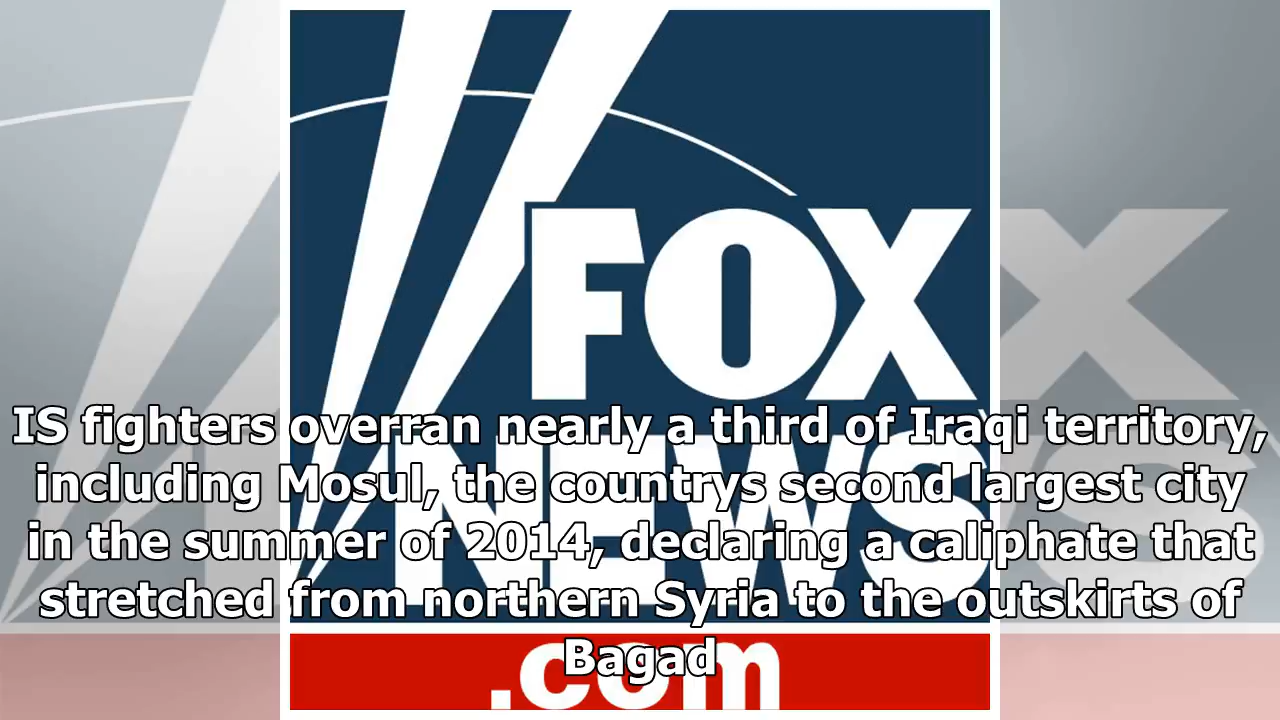 FOX
NEWS
.com
IS fighters overran nearly a third of Iraqi territory,
including Mosul, the countrys second largest city
in the summer of 2014, declaring a caliphate that
stretched from northern Syria to the outskirts of
Bagad